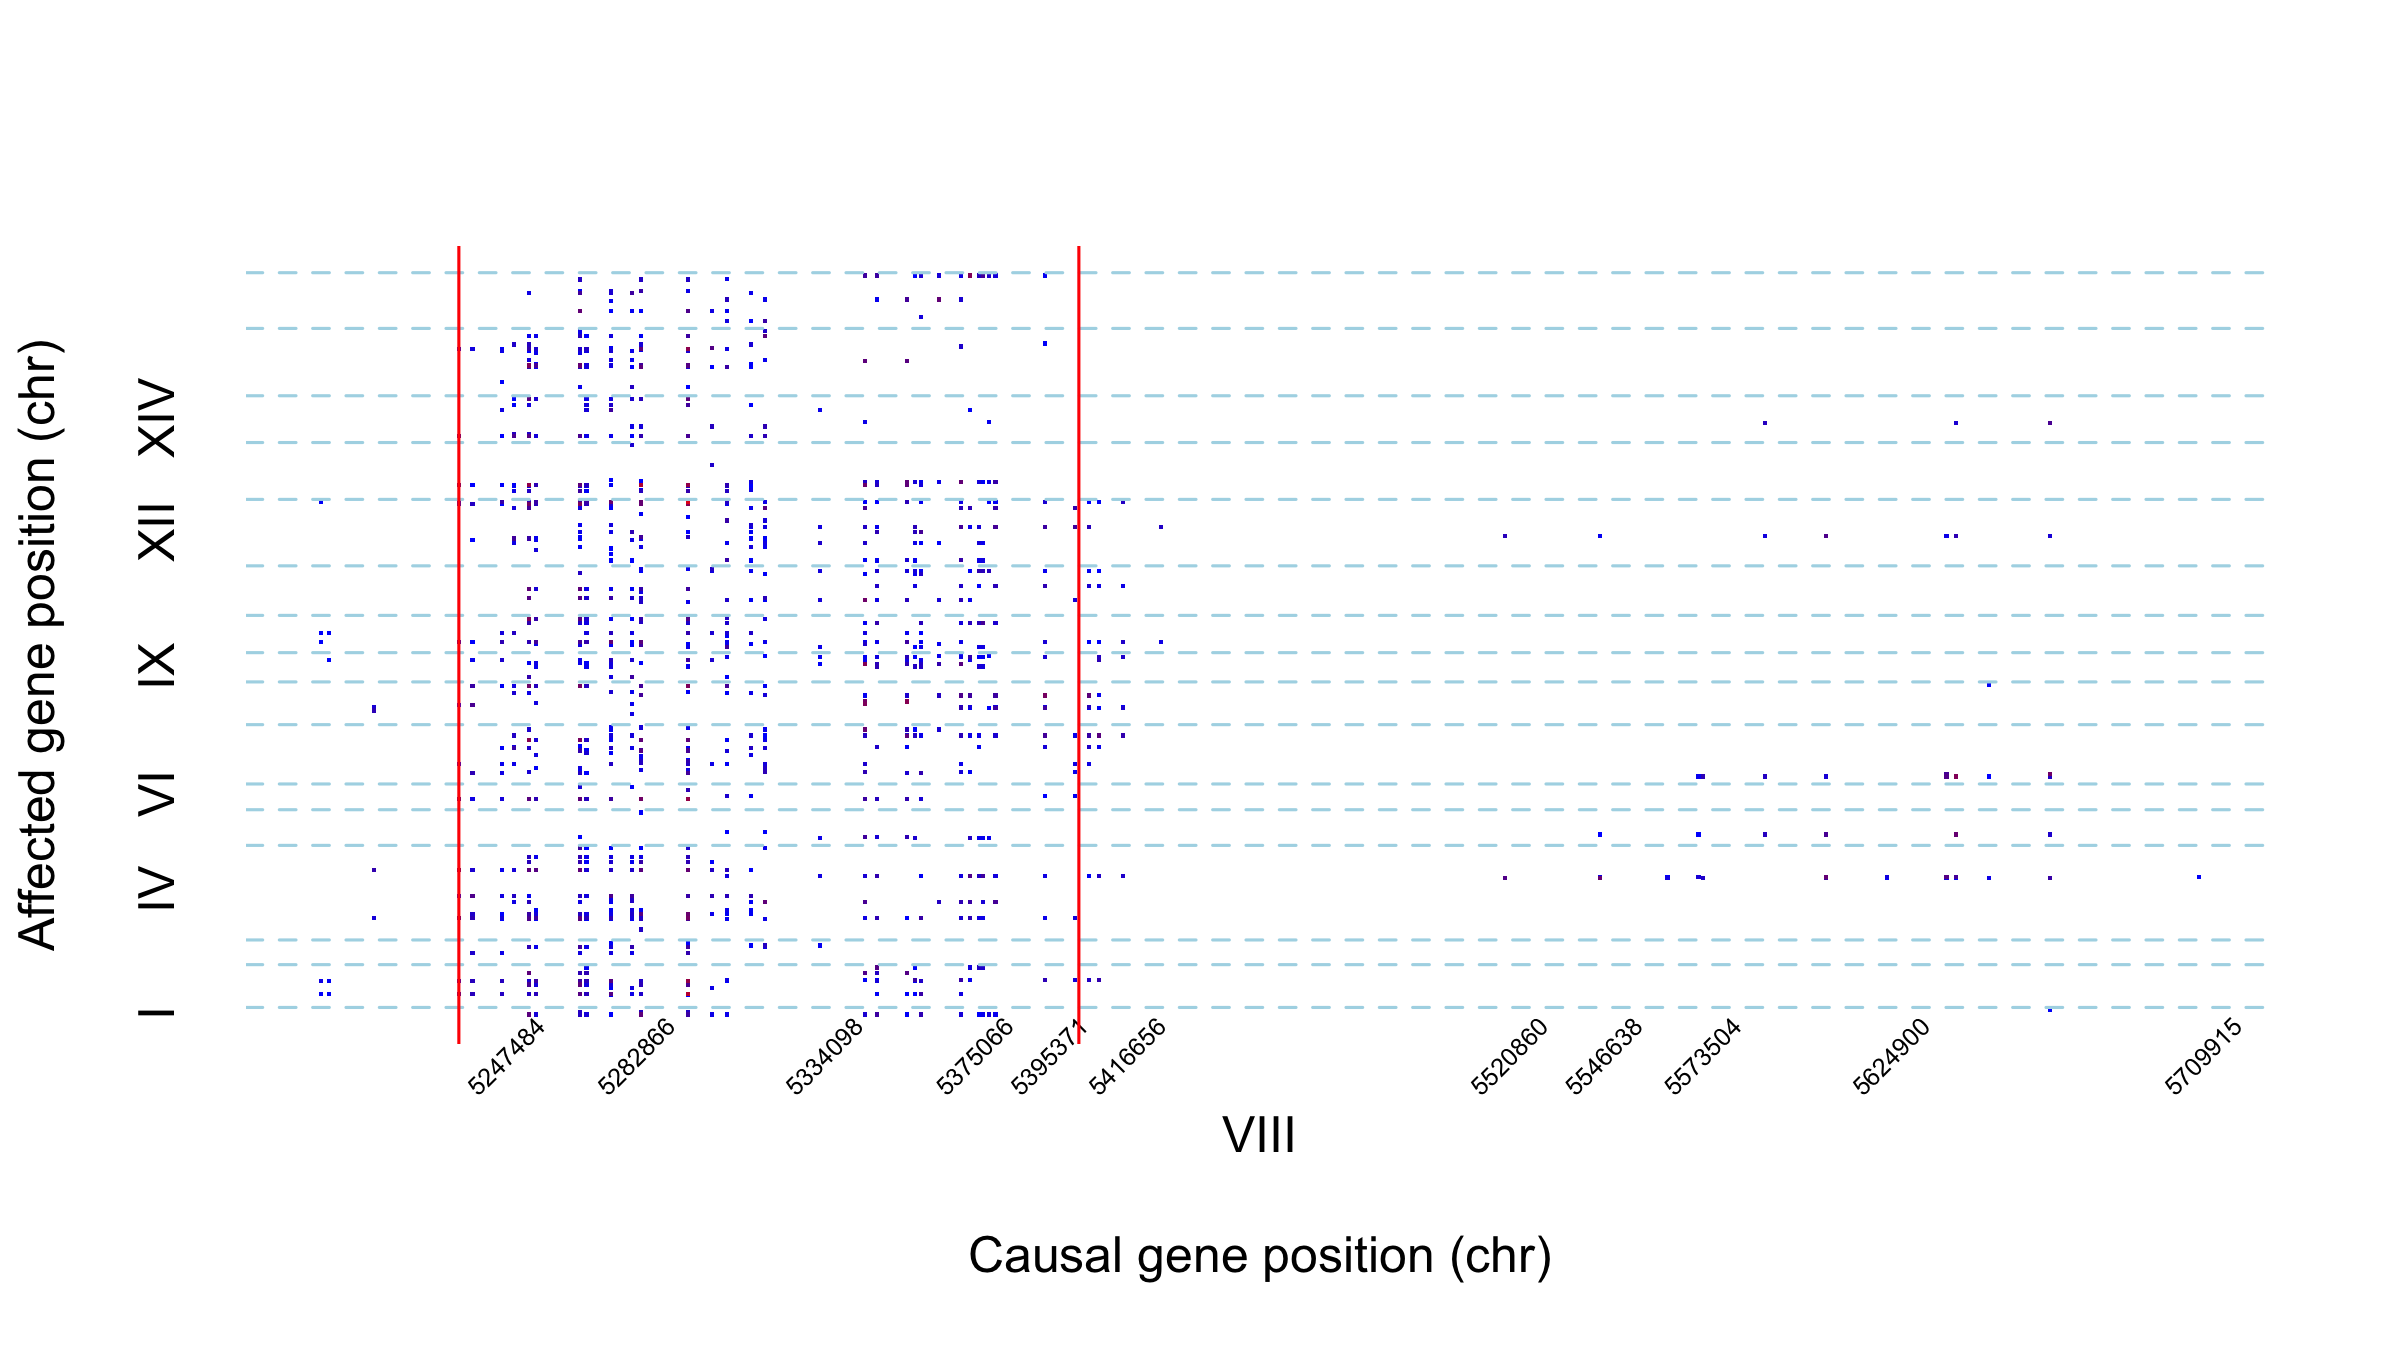 Affected gene position (chr)
XIV
XII
IX
VI
IV
I
5247484
5282866
5334098
5375066
5395371
5416656
5520860
5546638
5573504
5624900
5709915
VIII
Causal gene position (chr)